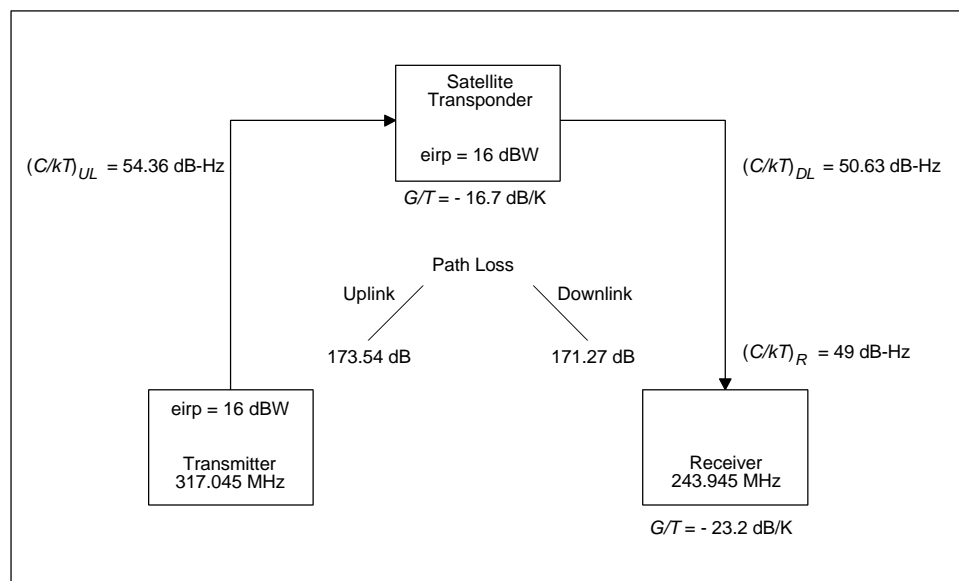 Satellite
Transponder
eirp = 16 dBW
G/T = - 16.7 dB/K
(C/kT)UL = 54.36 dB-Hz
(C/kT)DL = 50.63 dB-Hz
Path Loss
Uplink
Downlink
173.54 dB
171.27 dB
(C/kT)R = 49 dB-Hz
eirp = 16 dBW
Transmitter
317.045 MHz
Receiver
243.945 MHz
G/T = - 23.2 dB/K